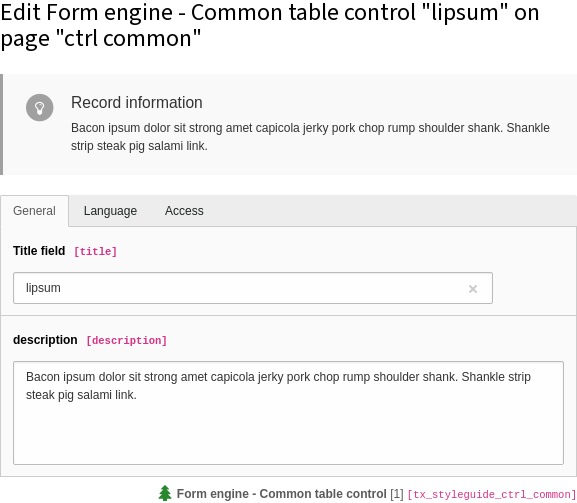 Edit Form engine - Common table control "lipsum" on
page "ctrl common"
Record information
Bacon ipsum dolor sit strong amet capicola jerky pork chop rump shoulder shank. Shankle
strip steak pig salami link.
General Language Access
Title field [title]
lipsum
description [description]
Bacon ipsum dolor sit strong amet capicola jerky pork chop rump shoulder shank. Shankle strip
steak pig salami link.
Form engine - Common table control [1] [tx_styleguide_ctrl_common]